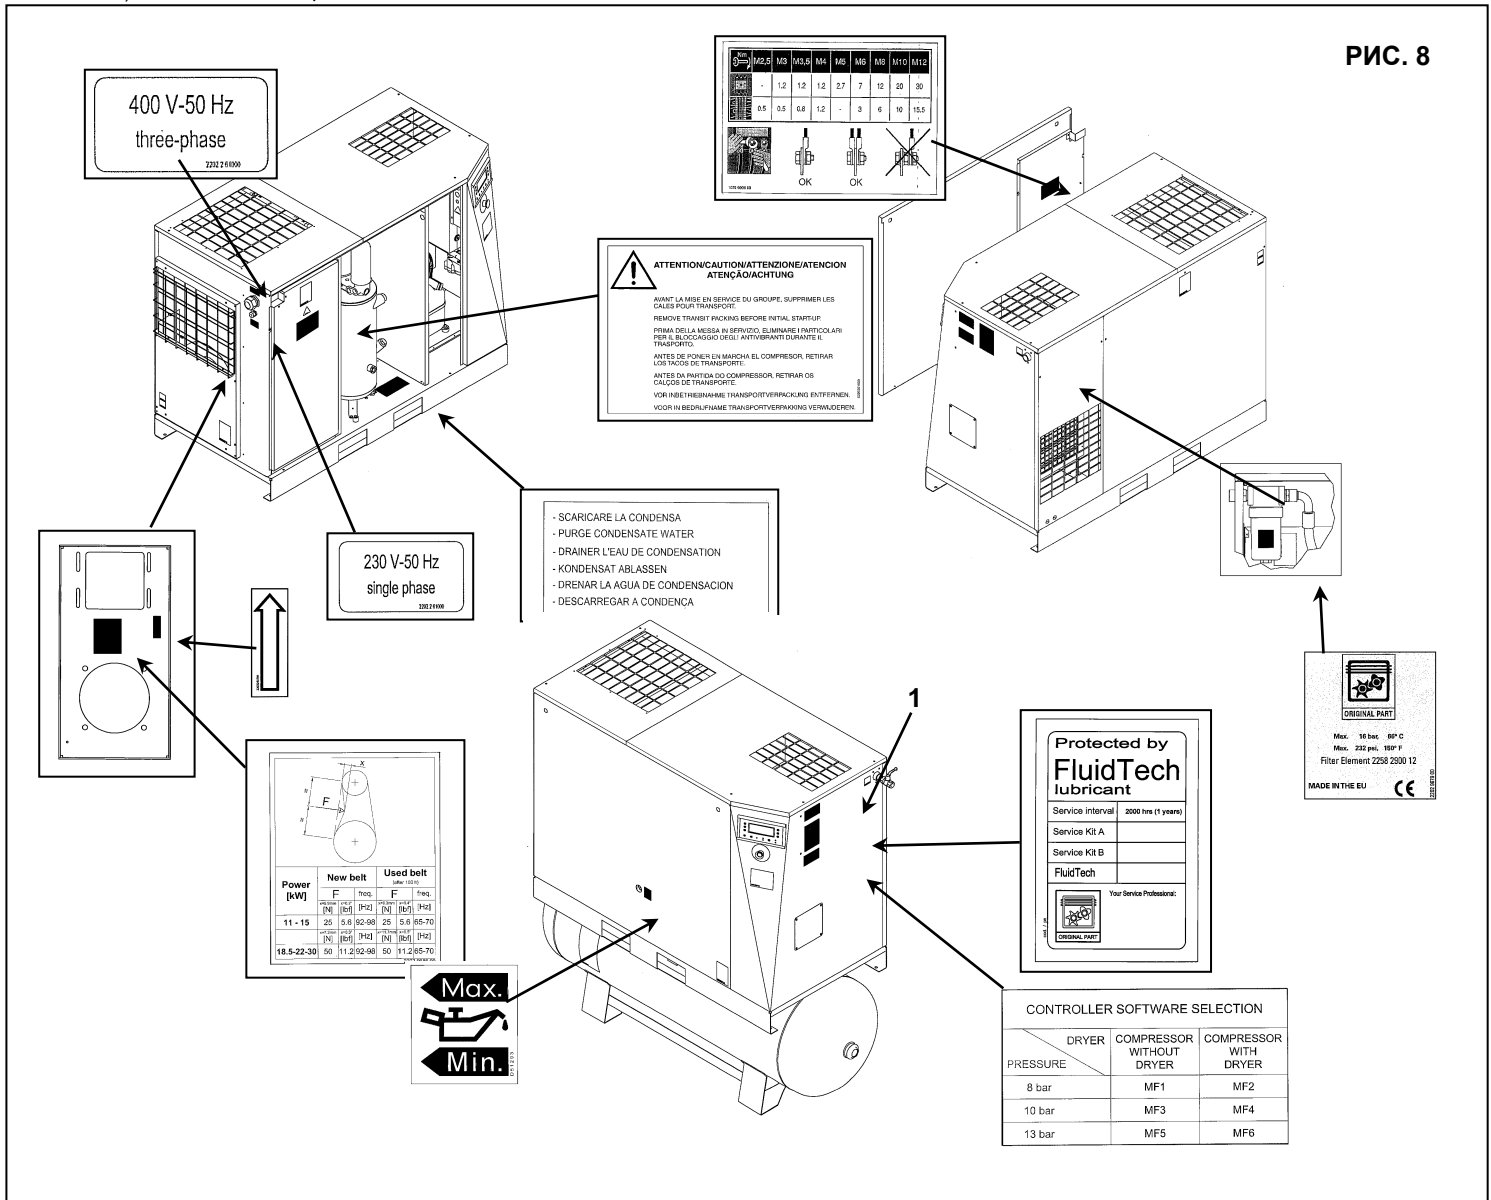 РИС. 8
400 V-50 Hz
three-phase
Nm M2,5 M3 M3,5 M4 M5 M6 M8 M10 M12
- 1.2 1.2 1.2 2.7 7 12 20 30
0.5 0.5 0.8 1.2 - 3 6 10 15.5
OK OK
ATTENTION/CAUTION/ATTENZIONE/ATENCION
ATENÇÃO/ACHTUNG
AVANT LA MISE EN SERVICE DU GROUPE, SUPPRIMER LES
CALES POUR TRANSPORT.
REMOVE TRANSIT PACKING BEFORE INITIAL START-UP.
PRIMA DELLA MESSA IN SERVIZIO, ELIMINARE I PARTICOLARI
PER IL BLOCCAGGIO DEGLI ANTIVIBRANTI DURANTE IL
TRASPORTO.
ANTES DE PONER EN MARCHA EL COMPRESOR, RETIRAR
LOS TACOS DE TRANSPORTE.
ANTES DA PARTIDA DO COMPRESSOR, RETIRAR OS
CALÇOS DE TRANSPORTE.
VOR INBETRIEBNAHME TRANSPORTVERPACKUNG ENTFERNEN.
VOOR IN BEDRIJFNAME TRANSPORTVERPAKKING VERWIJDEREN.
- SCARICARE LA CONDENSA
- PURGE CONDENSATE WATER
- DRAINER L'EAU DE CONDENSATION
- KONDENSAT ABLASSEN
- DRENAR LA AGUA DE CONDENSACION
- DESCARREGAR A CONDENÇA
230 V-50 Hz
single phase
ORIGINAL PART
Max. 16 bar, 66° C
Max. 232 psi, 150° F
Filter Element 2258 2900 12
MADE IN THE EU CE
1
Protected by
FluidTech
lubricant
Service interval 2000 hrs (1 years)
Service Kit A
Service Kit B
FluidTech
Your Service Professional:
ORIGINAL PART
X
F
Power [kW] New belt Used belt
(after 100 h)
F freq. F freq.
[N] [lbf] [Hz] [N] [lbf] [Hz]
11 - 15 25 5.6 92-98 25 5.6 65-70
[N] [lbf] [Hz] [N] [lbf] [Hz]
18.5-22-30 50 11.2 92-98 50 11.2 65-70
Max.
Min.
D51293
CONTROLLER SOFTWARE SELECTION
DRYER COMPRESSOR WITHOUT DRYER COMPRESSOR WITH DRYER
PRESSURE
8 bar MF1 MF2
10 bar MF3 MF4
13 bar MF5 MF6